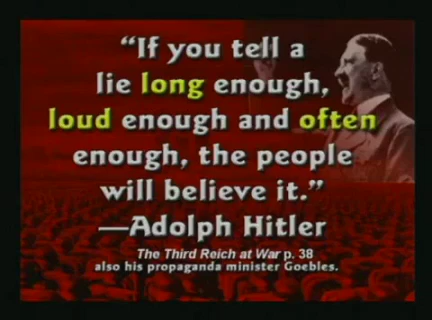 “If you tell a
lie long enough,
loud enough and often
enough, the people
will believe it.”
—Adolph Hitler
The Third Reich at War p. 38
also his propaganda minister Goebles.